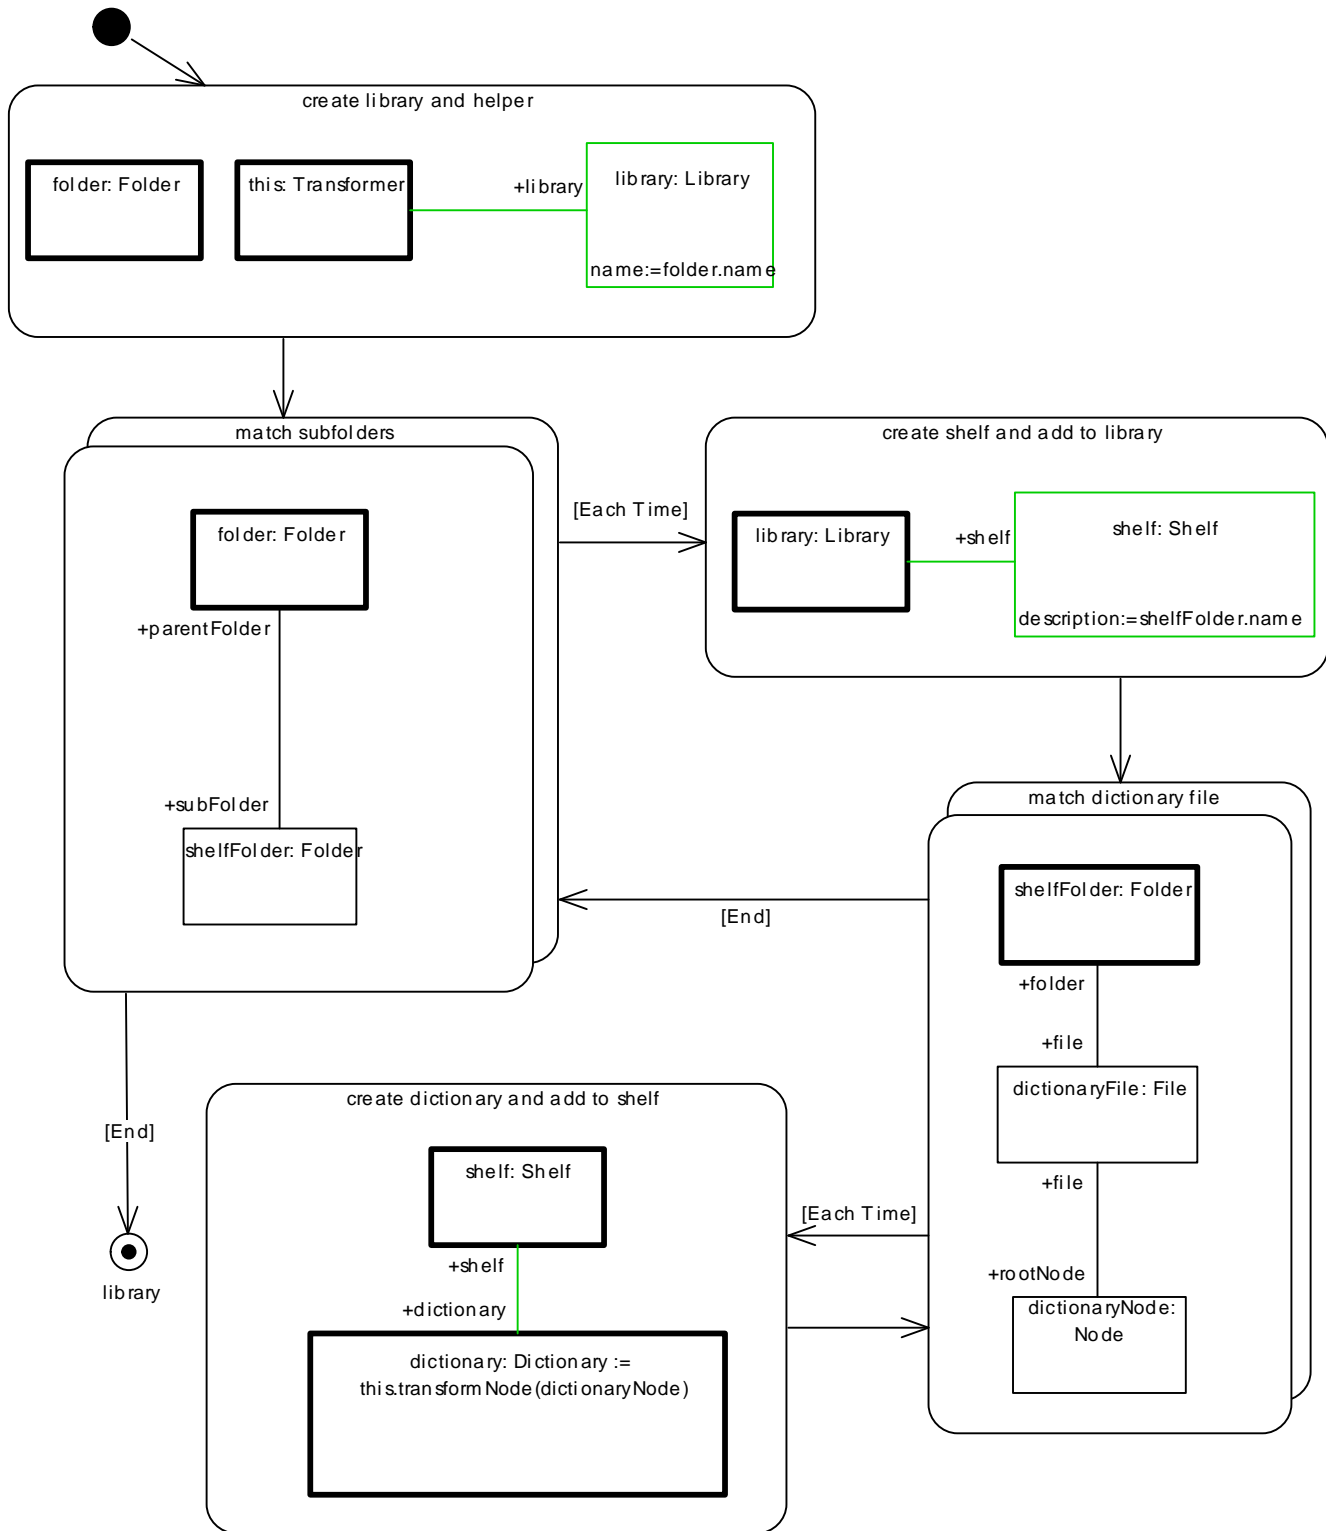 create library and helper
folder: Folder
this: Transformer
+library
library: Library
name:=folder.name
match subfolders
create shelf and add to library
folder: Folder
[Each Time]
library: Library
+shelf
shelf: Shelf
description:=shelfFolder.name
+parentFolder
+subFolder
shelfFolder: Folder
match dictionary file
shelfFolder: Folder
[End]
+folder
+file
dictionaryFile: File
+file
+rootNode
dictionaryNode:
Node
create dictionary and add to shelf
[End]
shelf: Shelf
[Each Time]
+shelf
+dictionary
library
dictionary: Dictionary :=
this.transformNode(dictionaryNode)